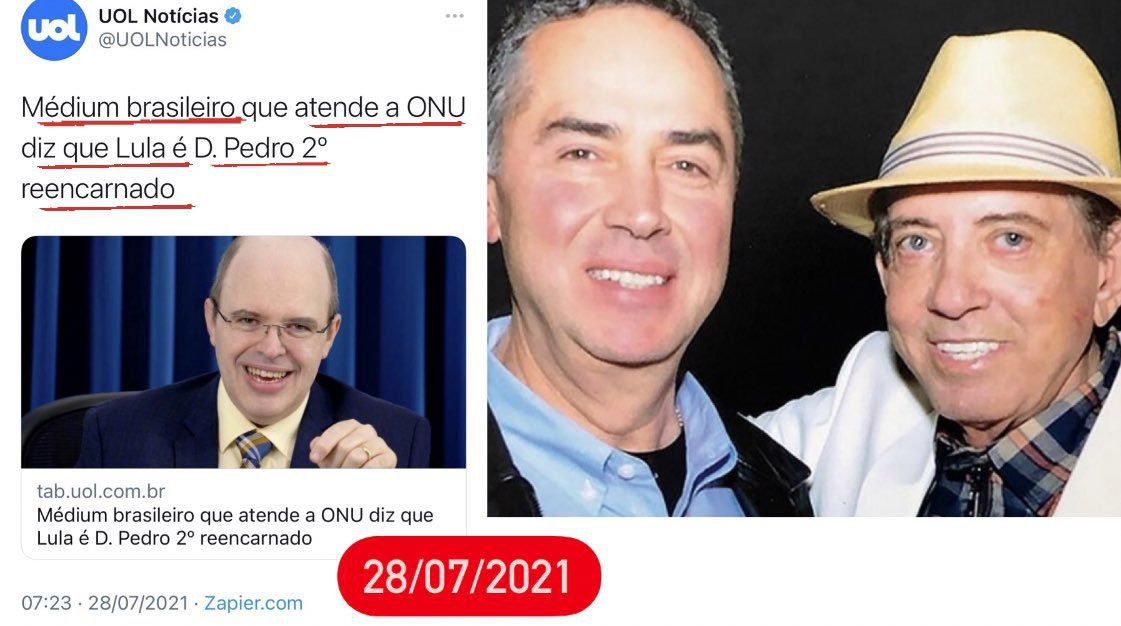 uol
UOL Notícias
@UOLNoticias
Médium brasileiro que atende a ONU
diz que Lula é D. Pedro 2º
reencarnado
tab.uol.com.br
Médium brasileiro que atende a ONU diz que
Lula é D. Pedro 2º reencarnado
28/07/2021
07:23 · 28/07/2021 · Zapier.com